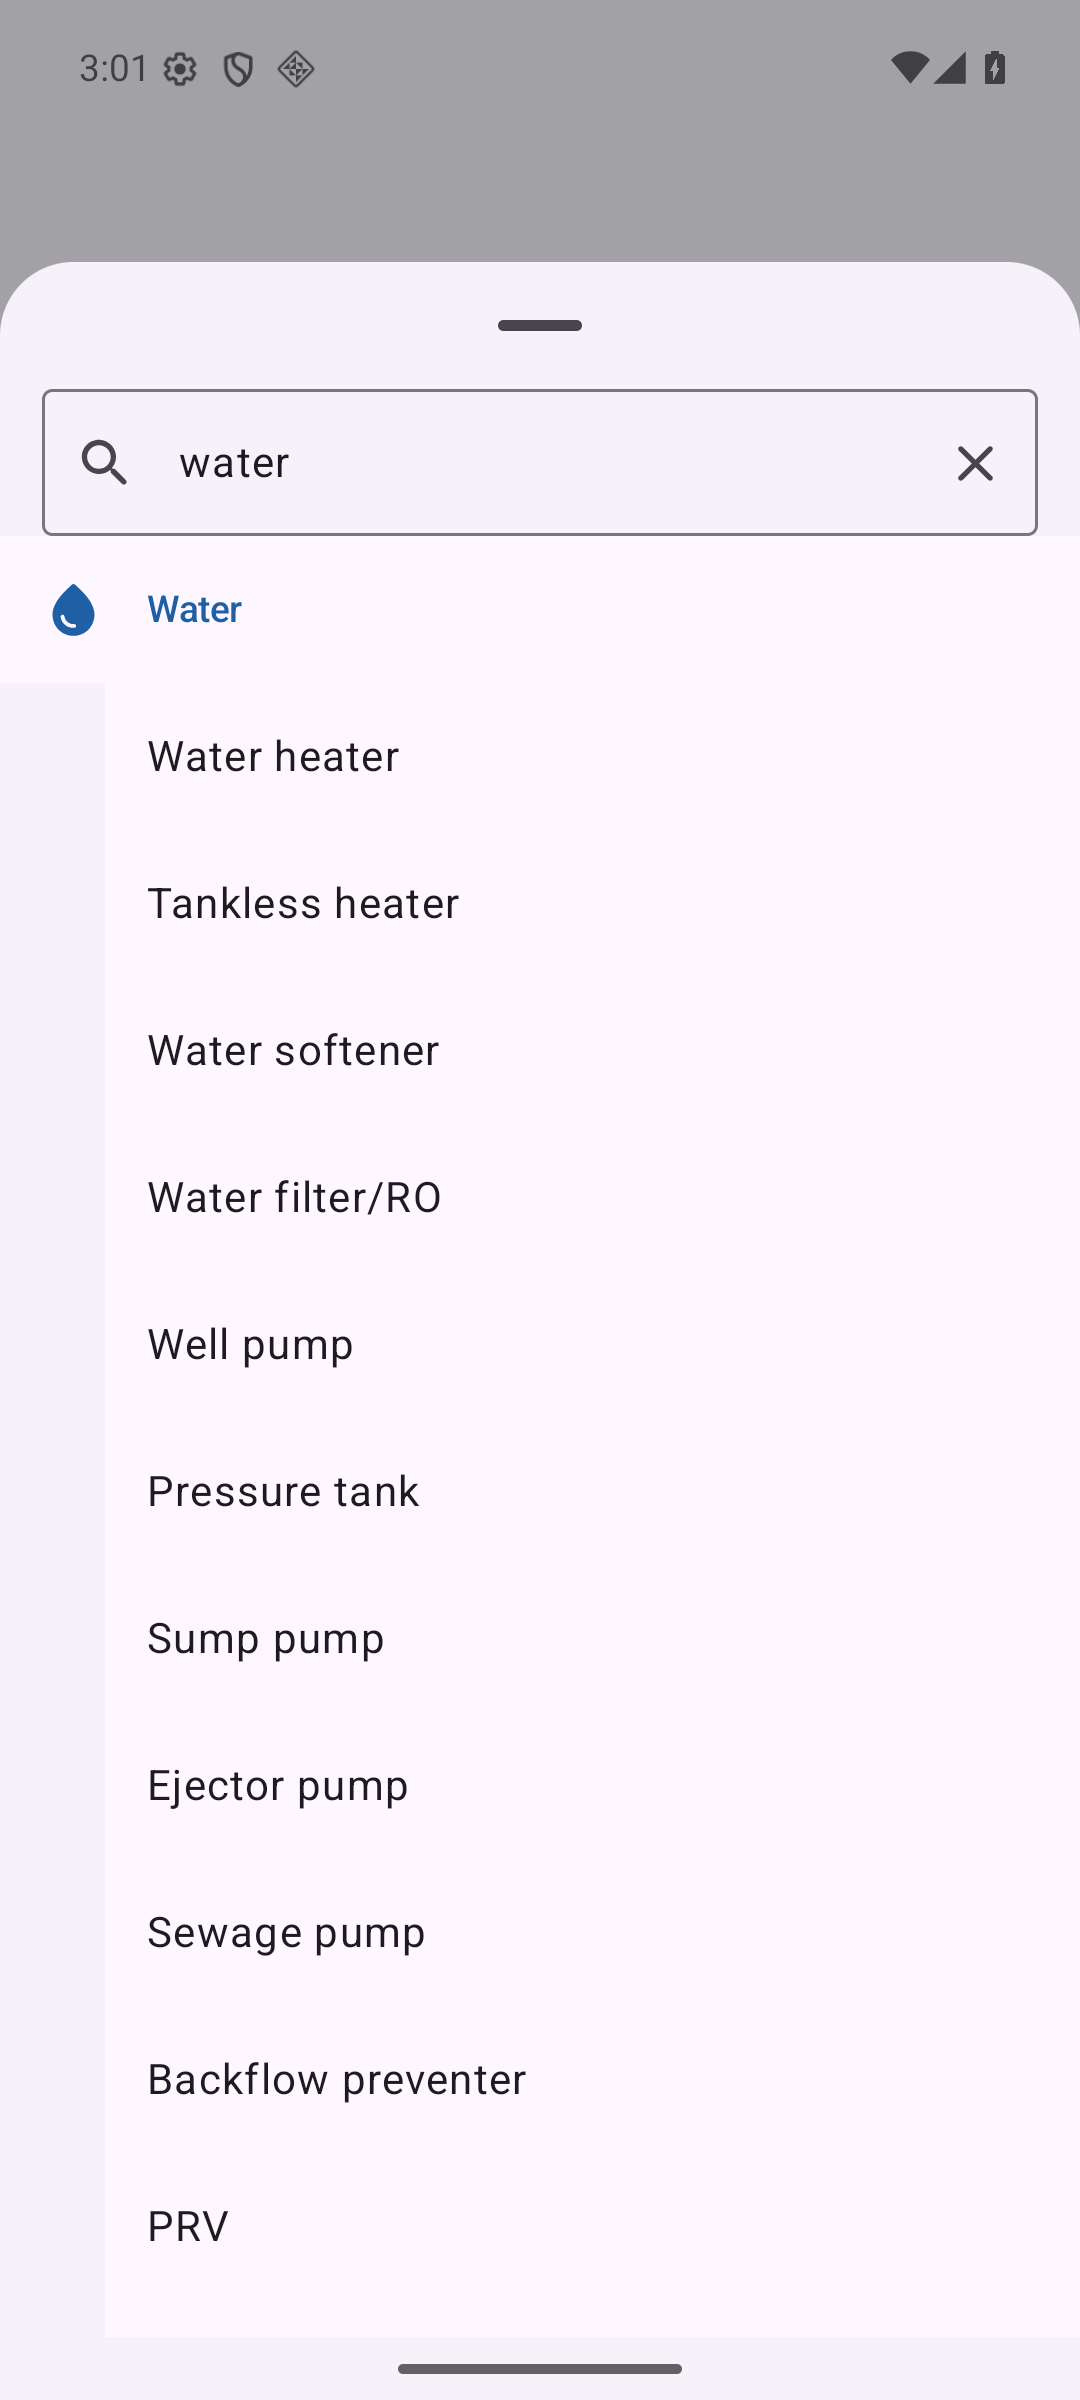 3:01
water
Water
Water heater
Tankless heater
Water softener
Water filter/RO
Well pump
Pressure tank
Sump pump
Ejector pump
Sewage pump
Backflow preventer
PRV